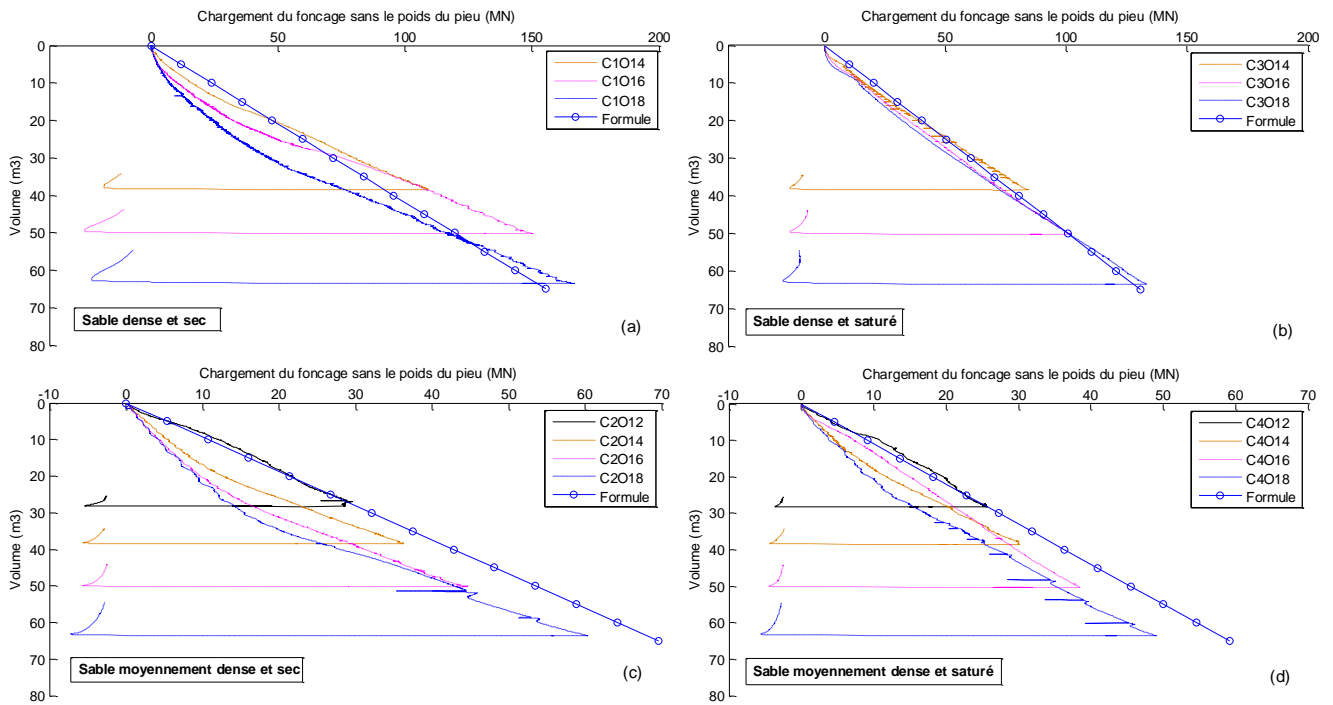 Chargement du foncage sans le poids du pieu (MN)
0 50 100 150 200
0
10
20
30
40
50
60
70
80
Volume (m3)
C1O14
C1O16
C1O18
Formule
Sable dense et sec
(a)
Chargement du foncage sans le poids du pieu (MN)
0 50 100 150 200
0
10
20
30
40
50
60
70
80
Volume (m3)
C3O14
C3O16
C3O18
Formule
Sable dense et saturé
(b)
Chargement du foncage sans le poids du pieu (MN)
-10 0 10 20 30 40 50 60 70
0
10
20
30
40
50
60
70
80
Volume (m3)
C2O12
C2O14
C2O16
C2O18
Formule
Sable moyennement dense et sec
(c)
Chargement du foncage sans le poids du pieu (MN)
-10 0 10 20 30 40 50 60 70
0
10
20
30
40
50
60
70
80
Volume (m3)
C4O12
C4O14
C4O16
C4O18
Formule
Sable moyennement dense et saturé
(d)